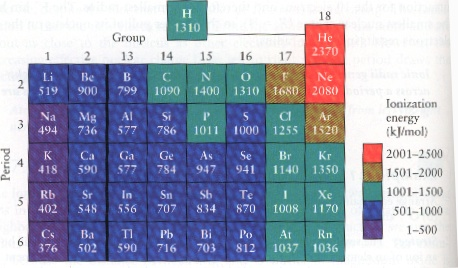 H
1310
Group
18
He
2370
1 2 13 14 15 16 17
2
Li Be B C N O F Ne
519 900 799 1090 1400 1310 1680 2080
3
Na Mg Al Si P S Cl Ar
494 736 577 786 1011 1000 1255 1520
4
K Ca Ga Ge As Se Br Kr
418 590 577 784 947 941 1140 1350
5
Rb Sr In Sn Sb Te I Xe
402 548 556 707 834 870 1008 1170
6
Cs Ba Tl Pb Bi Po At Rn
376 502 590 716 703 812 1037 1036
Period
Ionization
energy
(kJ/mol)
2001–2500
1501–2000
1001–1500
501–1000
1–500